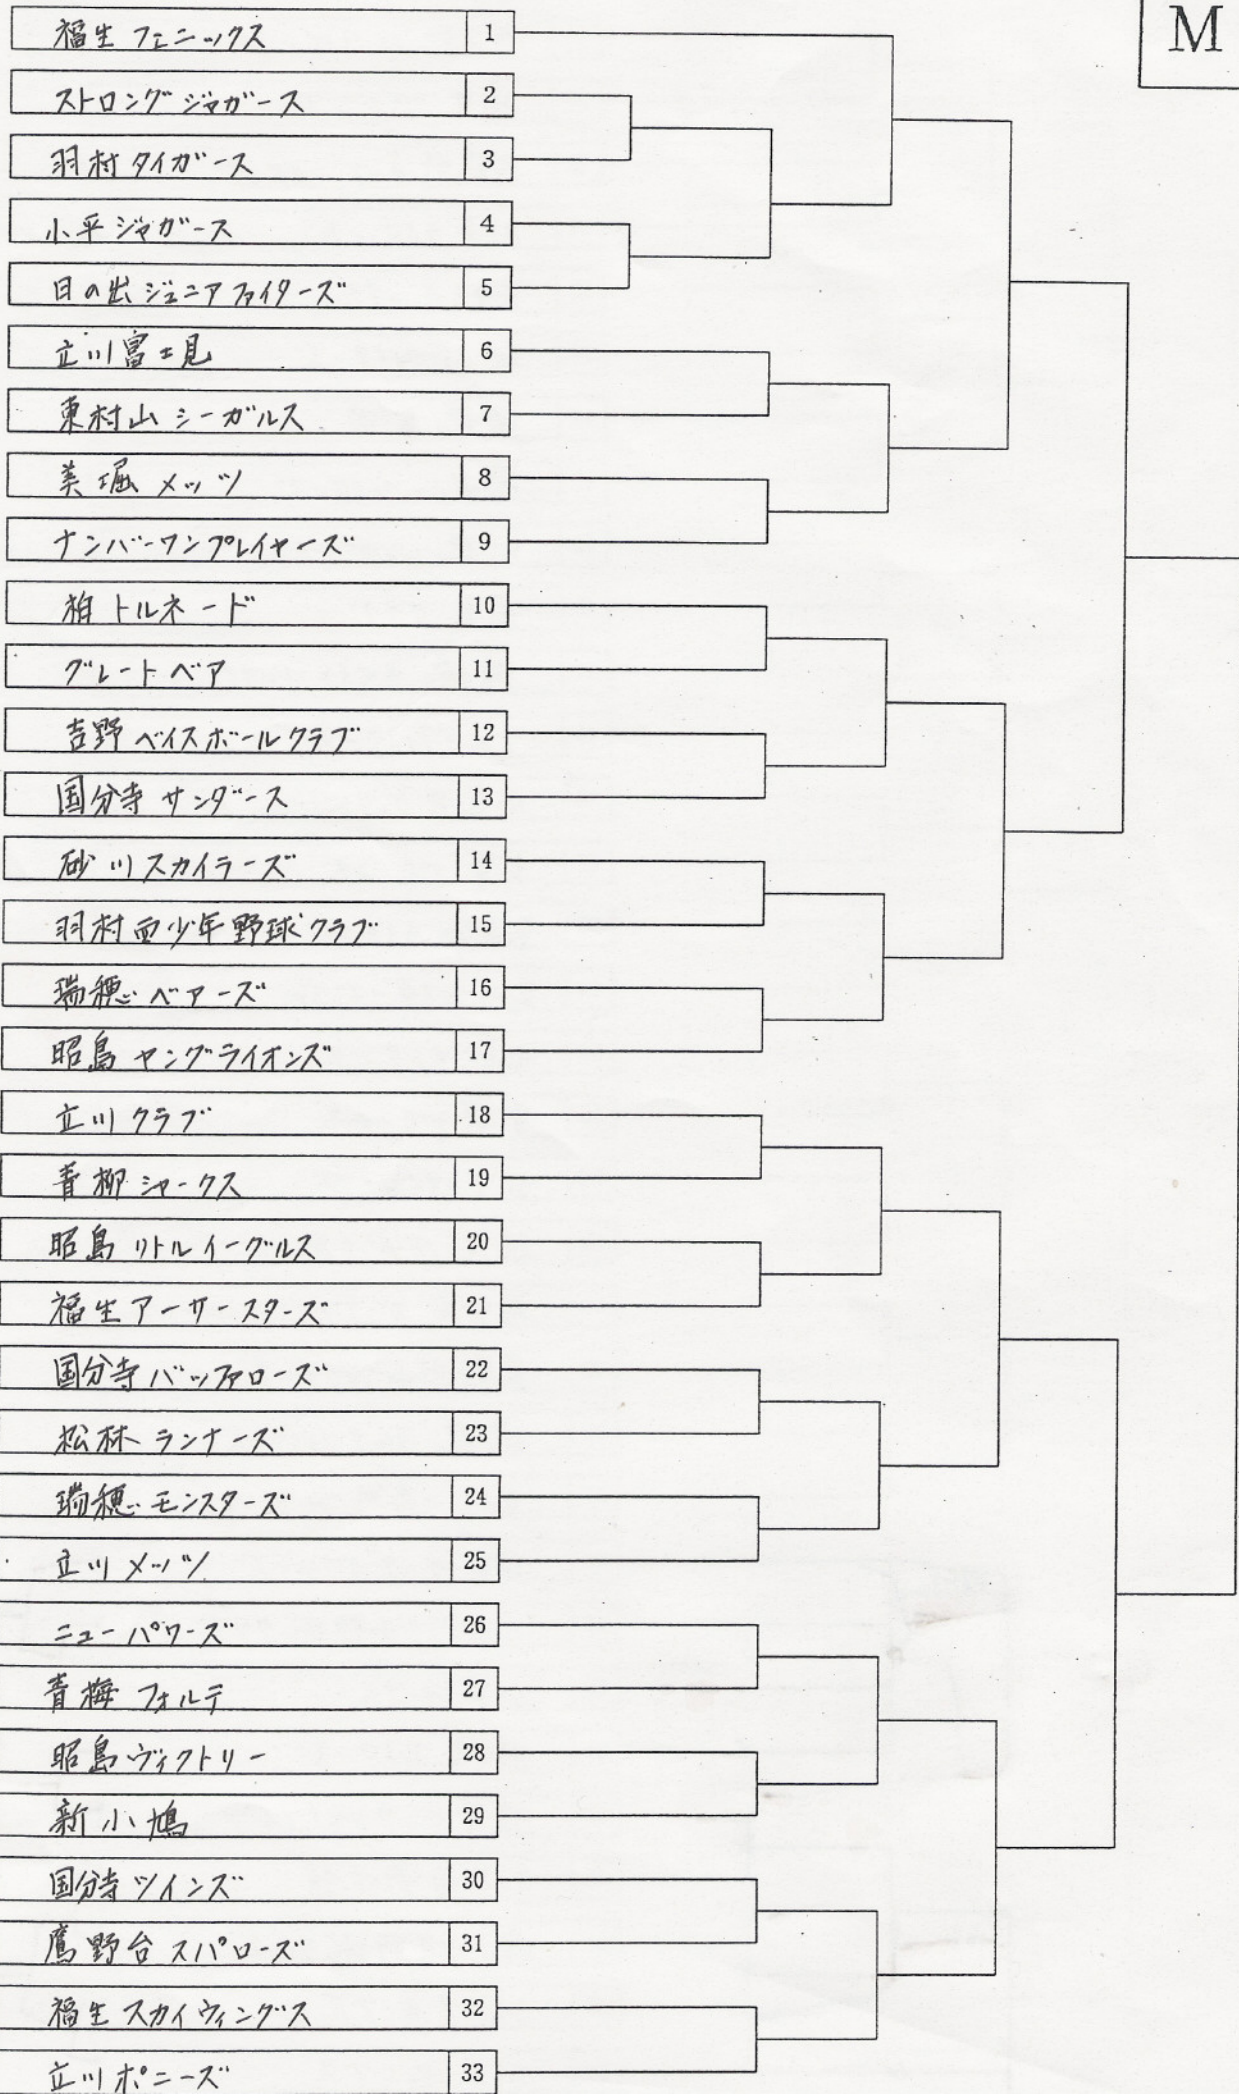 M
福生 フェニックス 1
ストロング ジャガース 2
羽村 タイガース 3
小平 ジャガース 4
日の出 ジュニア ファイターズ 5
立川富士見 6
東村山 シーガルス 7
美堀 メッツ 8
ナンバーワン プレイヤーズ 9
柏 トルネード 10
グレート ベア 11
吉野 ベイスボールクラブ 12
国分寺 サンダース 13
砂川 スカイラーズ 14
羽村西少年野球クラブ 15
瑞穂 ベアーズ 16
昭島 ヤングライオンズ 17
立川 クラブ 18
青柳 シャークス 19
昭島 リトルイーグルス 20
福生 アーサースターズ 21
国分寺 バッファローズ 22
松林 ランナーズ 23
瑞穂 モンスターズ 24
立川 メッツ 25
ニューパワーズ 26
青梅 フォルテ 27
昭島 ヴィクトリー 28
新小鳩 29
国分寺 ツインズ 30
鷹野台 スパローズ 31
福生 スカイウィングス 32
立川 ポニーズ 33